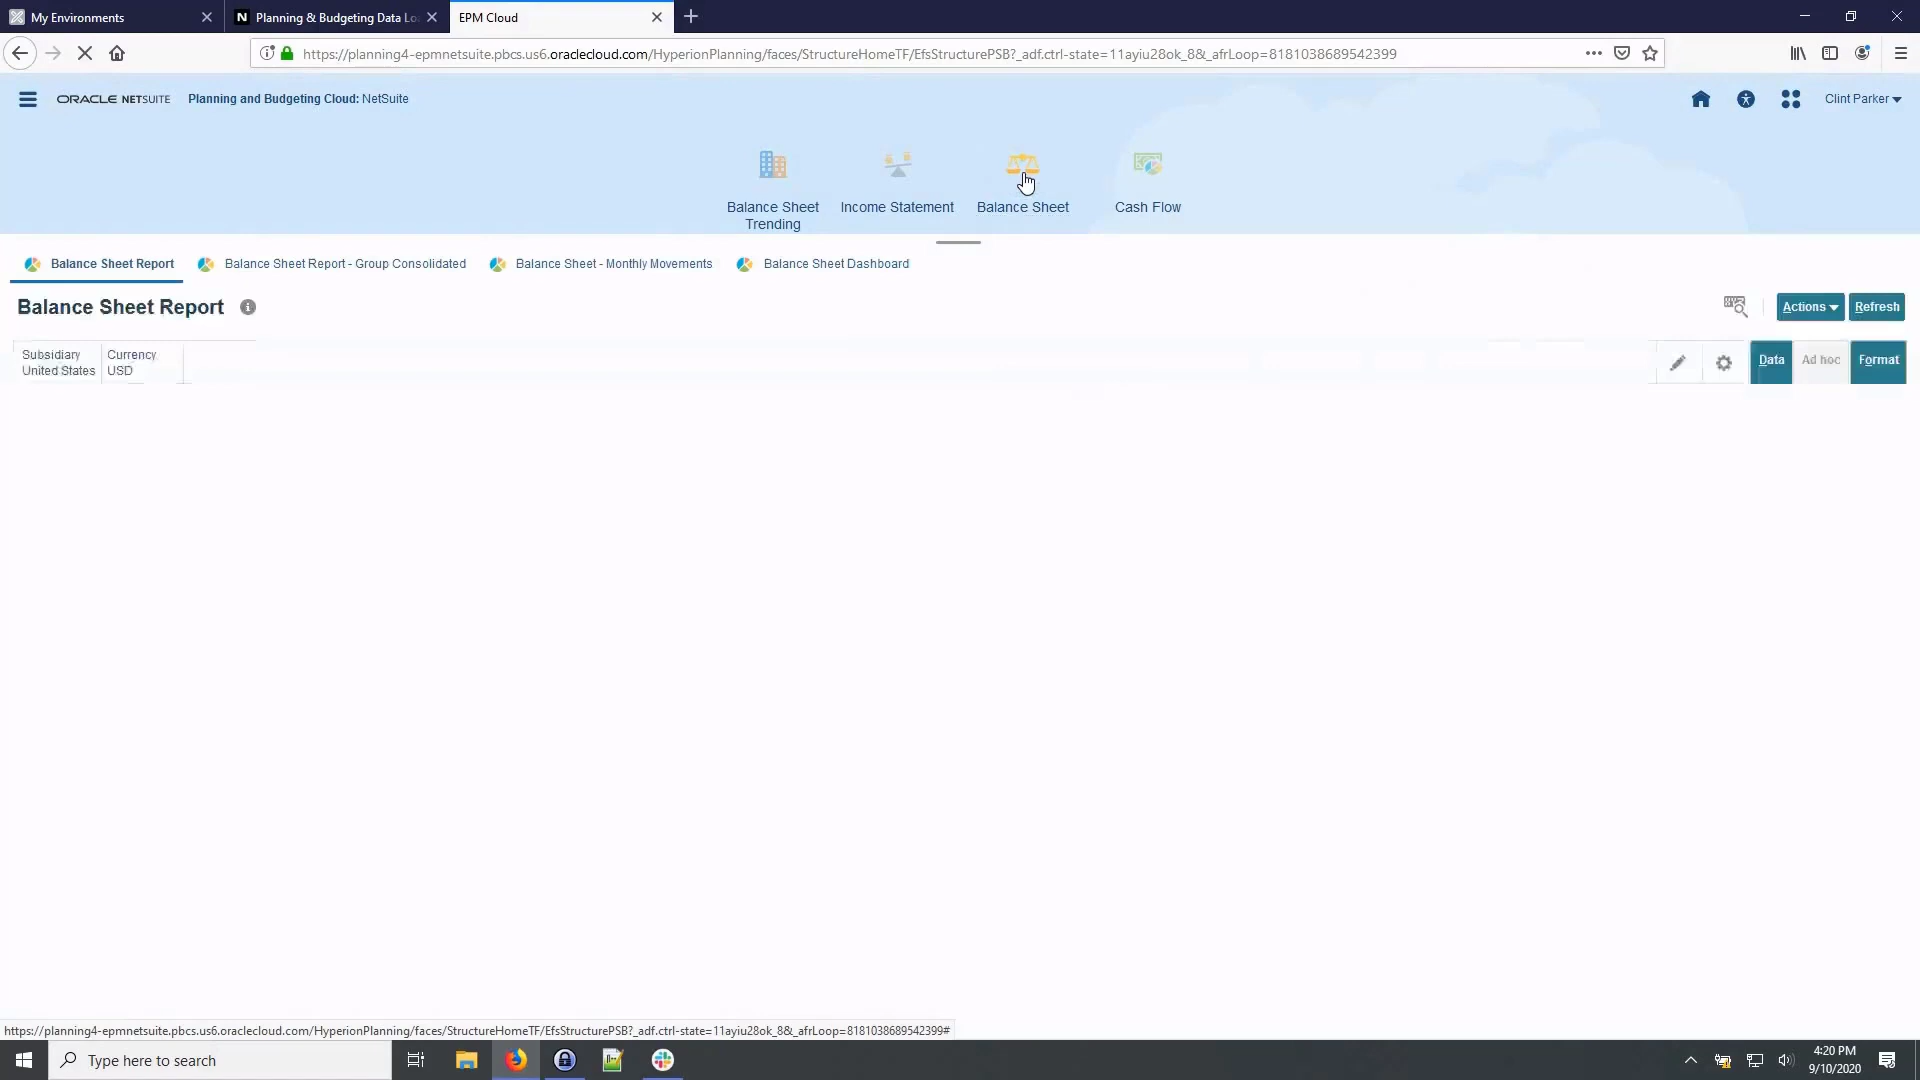 My Environments
N Planning & Budgeting Data Lo
EPM Cloud
https://planning4-epmnetsuite.pbcs.us6.oraclecloud.com/HyperionPlanning/faces/StructureHomeTF/EfsStructurePSB?_adf.ctrl-state=11ayiu28ok_8&_afrLoop=8181038689542399
ORACLE NETSUITE Planning and Budgeting Cloud: NetSuite
Clint Parker
Balance Sheet
Trending
Income Statement
Balance Sheet
Cash Flow
Balance Sheet Report
Balance Sheet Report - Group Consolidated
Balance Sheet - Monthly Movements
Balance Sheet Dashboard
Balance Sheet Report
Actions
Refresh
Subsidiary
United States
Currency
USD
Data
Ad hoc
Format
https://planning4-epmnetsuite.pbcs.us6.oraclecloud.com/HyperionPlanning/faces/StructureHomeTF/EfsStructurePSB?_adf.ctrl-state=11ayiu28ok_8&_afrLoop=8181038689542399#
Type here to search
4:20 PM
9/10/2020